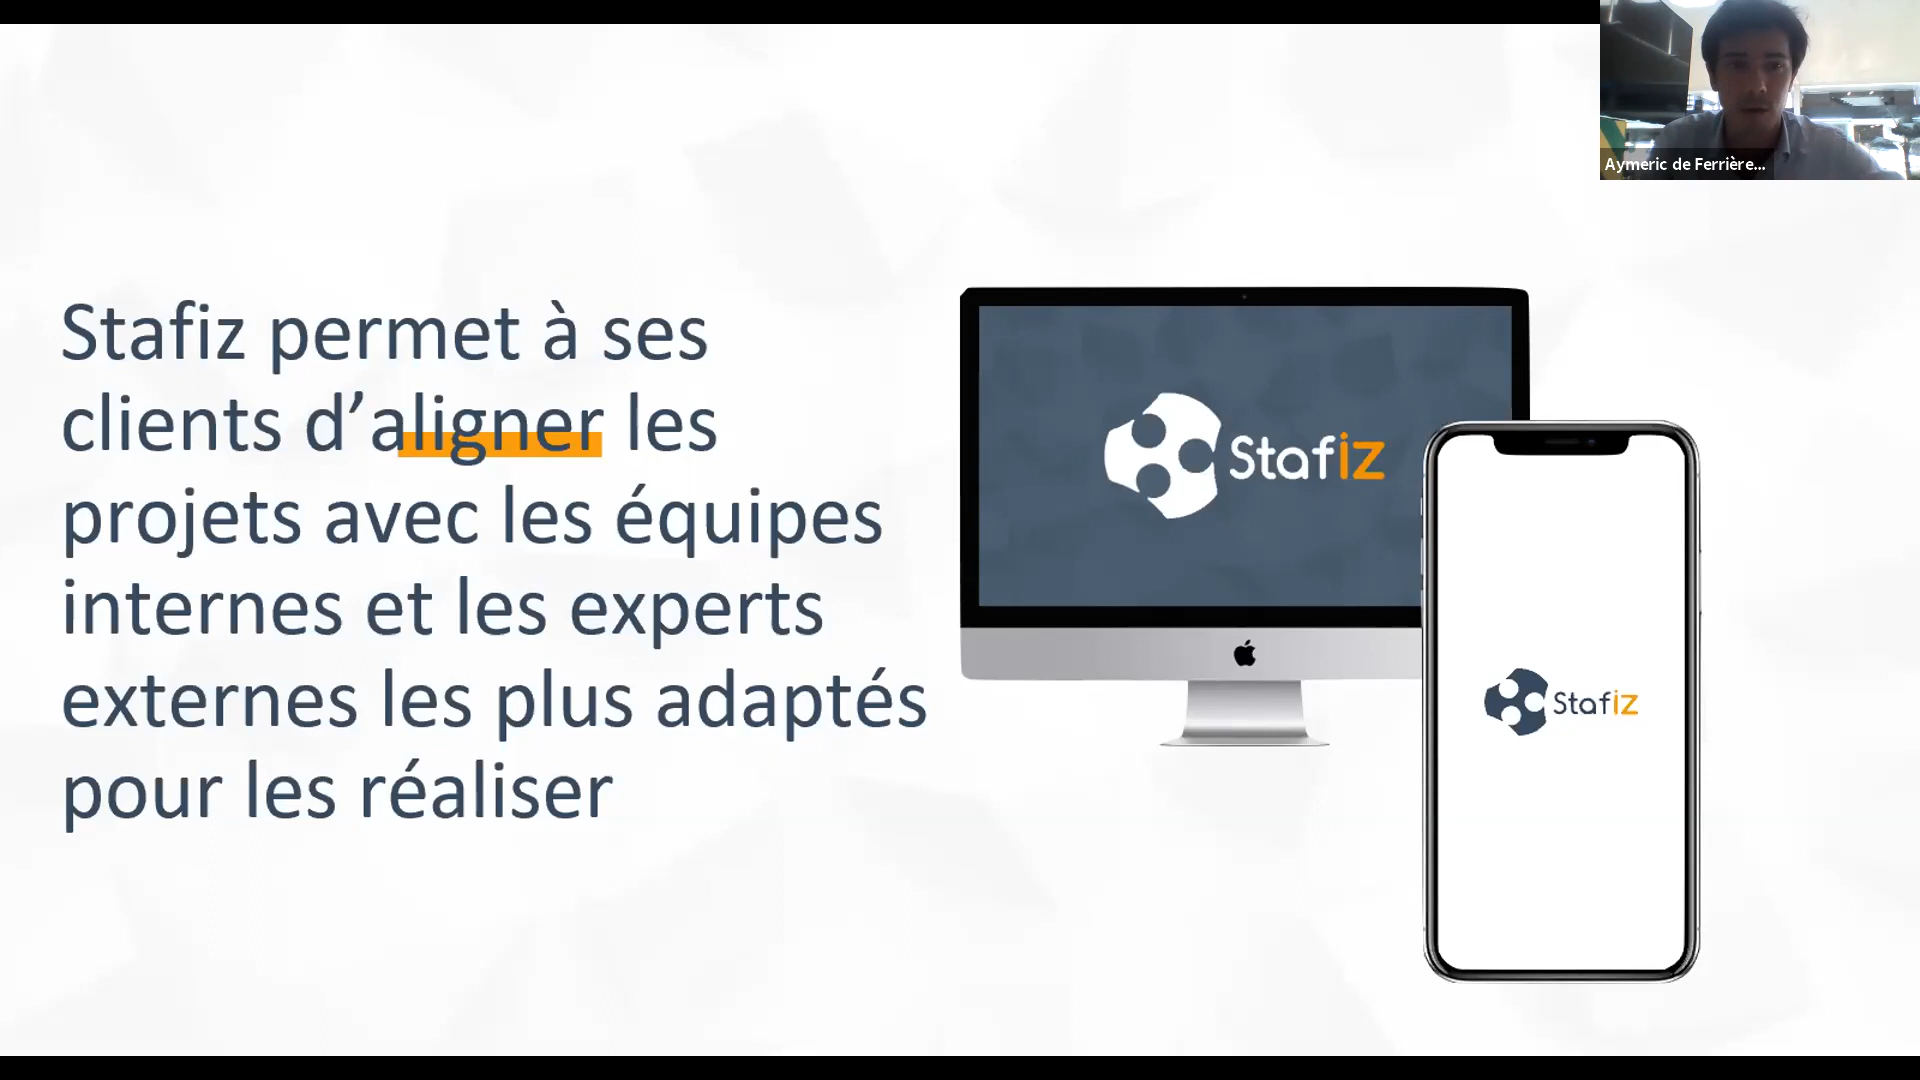 Aymeric de Ferrière...
Stafiz permet à ses
clients d’aligner les
projets avec les équipes
internes et les experts
externes les plus adaptés
pour les réaliser
Stafiz
Stafiz